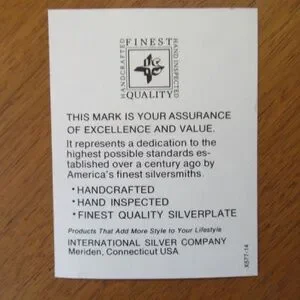 FINEST
HANDCRAFTED
HAND INSPECTED
QUALITY
THIS MARK IS YOUR ASSURANCE
OF EXCELLENCE AND VALUE.
It represents a dedication to the
highest possible standards es-
tablished over a century ago by
America's finest silversmiths.
• HANDCRAFTED
• HAND INSPECTED
• FINEST QUALITY SILVERPLATE
Products That Add More Style to Your Lifestyle
INTERNATIONAL SILVER COMPANY
Meriden, Connecticut USA
X577-14